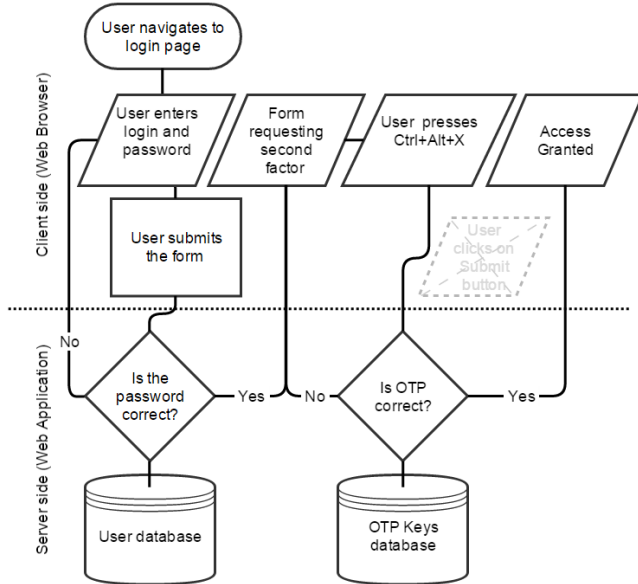 User navigates to
login page
User enters
login and
password
Form
requesting
second
factor
User presses
Ctrl+Alt+X
Access
Granted
Client side (Web Browser)
User submits
the form
User
clicks on
Submit
button
No
Is the
password
correct?
Yes
No
Is OTP
correct?
Yes
Server side (Web Application)
User database
OTP Keys
database